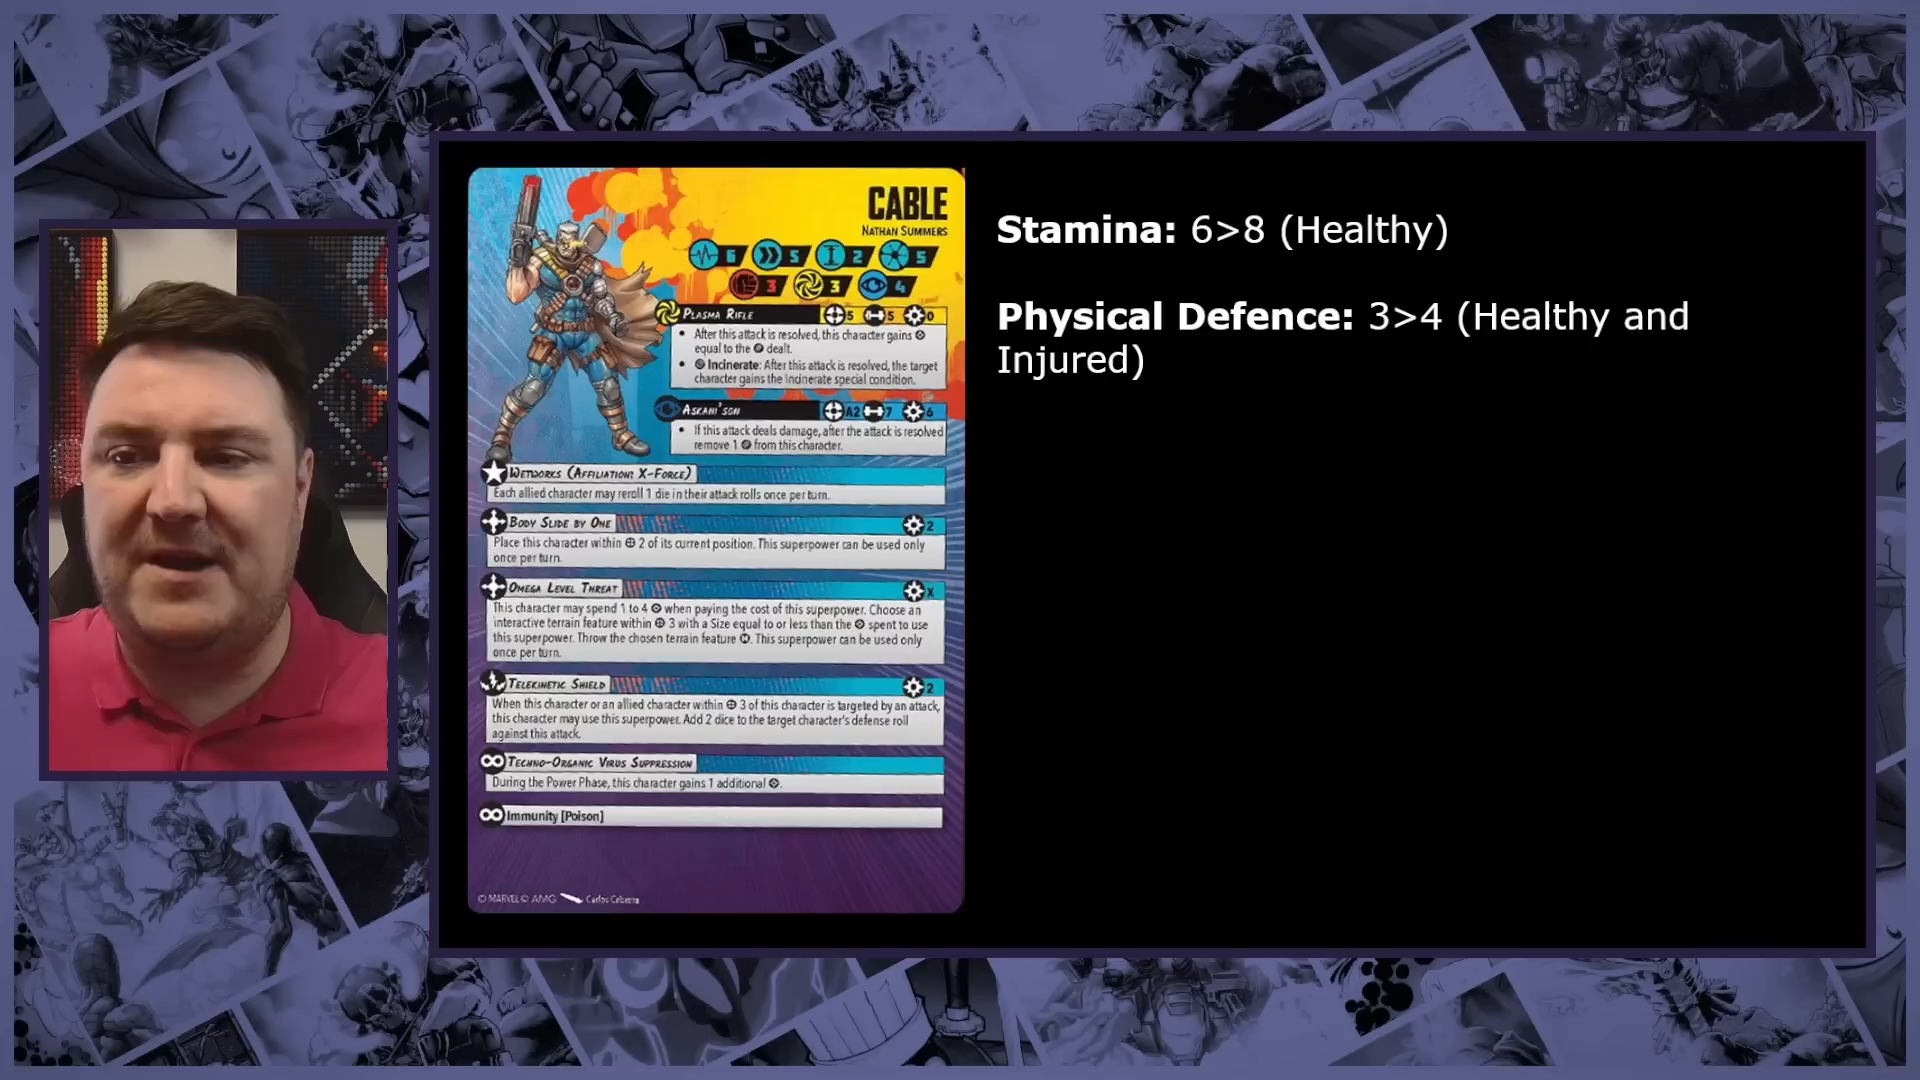 CABLE
NATHAN SUMMERS
6 5 2 5
3 3 4
PLASMA RIFLE 5 5 0
After this attack is resolved, this character gains
equal to the dealt.
Incinerate: After this attack is resolved, the target
character gains the Incinerate special condition.
ASKANI'SON A2 7 6
If this attack deals damage, after the attack is resolved
remove 1 from this character.
WETWORKS (AFFILIATION: X-FORCE)
Each allied character may reroll 1 die in their attack rolls once per turn.
BODY SLIDE BY ONE 2
Place this character within 2 of its current position. This superpower can be used only
once per turn.
OMEGA LEVEL THREAT X
This character may spend 1 to 4 when paying the cost of this superpower. Choose an
interactive terrain feature within 3 with a Size equal to or less than the spent to use
this superpower. Throw the chosen terrain feature M. This superpower can be used only
once per turn.
TELEKINETIC SHIELD 2
When this character or an allied character within 3 of this character is targeted by an attack,
this character may use this superpower. Add 2 dice to the target character's defense roll
against this attack.
TECHNO-ORGANIC VIRUS SUPPRESSION
During the Power Phase, this character gains 1 additional .
Immunity [Poison]
© MARVEL © AMG Carlos Cabrera
Stamina: 6>8 (Healthy)
Physical Defence: 3>4 (Healthy and
Injured)